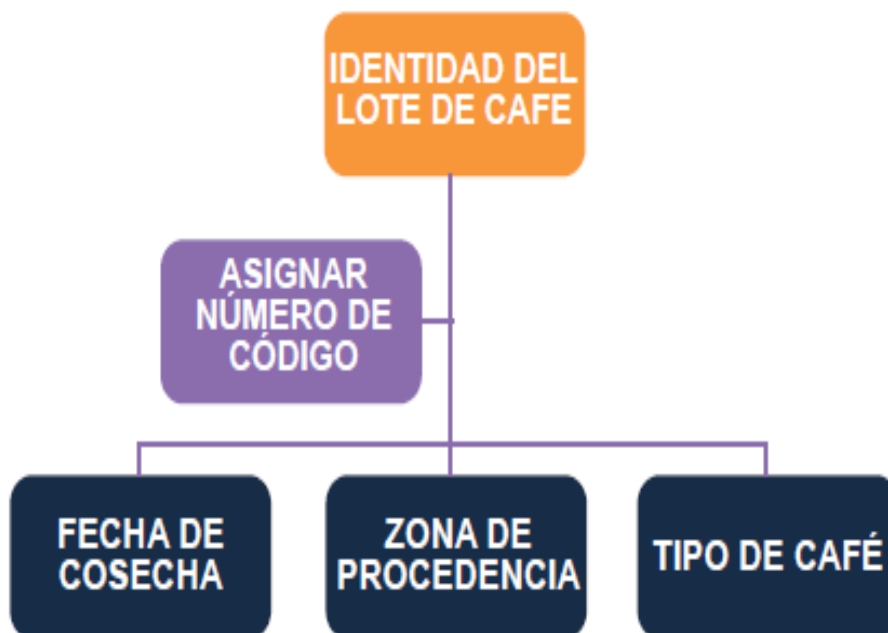 IDENTIDAD DEL
LOTE DE CAFE
ASIGNAR
NÚMERO DE
CÓDIGO
FECHA DE
COSECHA
ZONA DE
PROCEDENCIA
TIPO DE CAFÉ